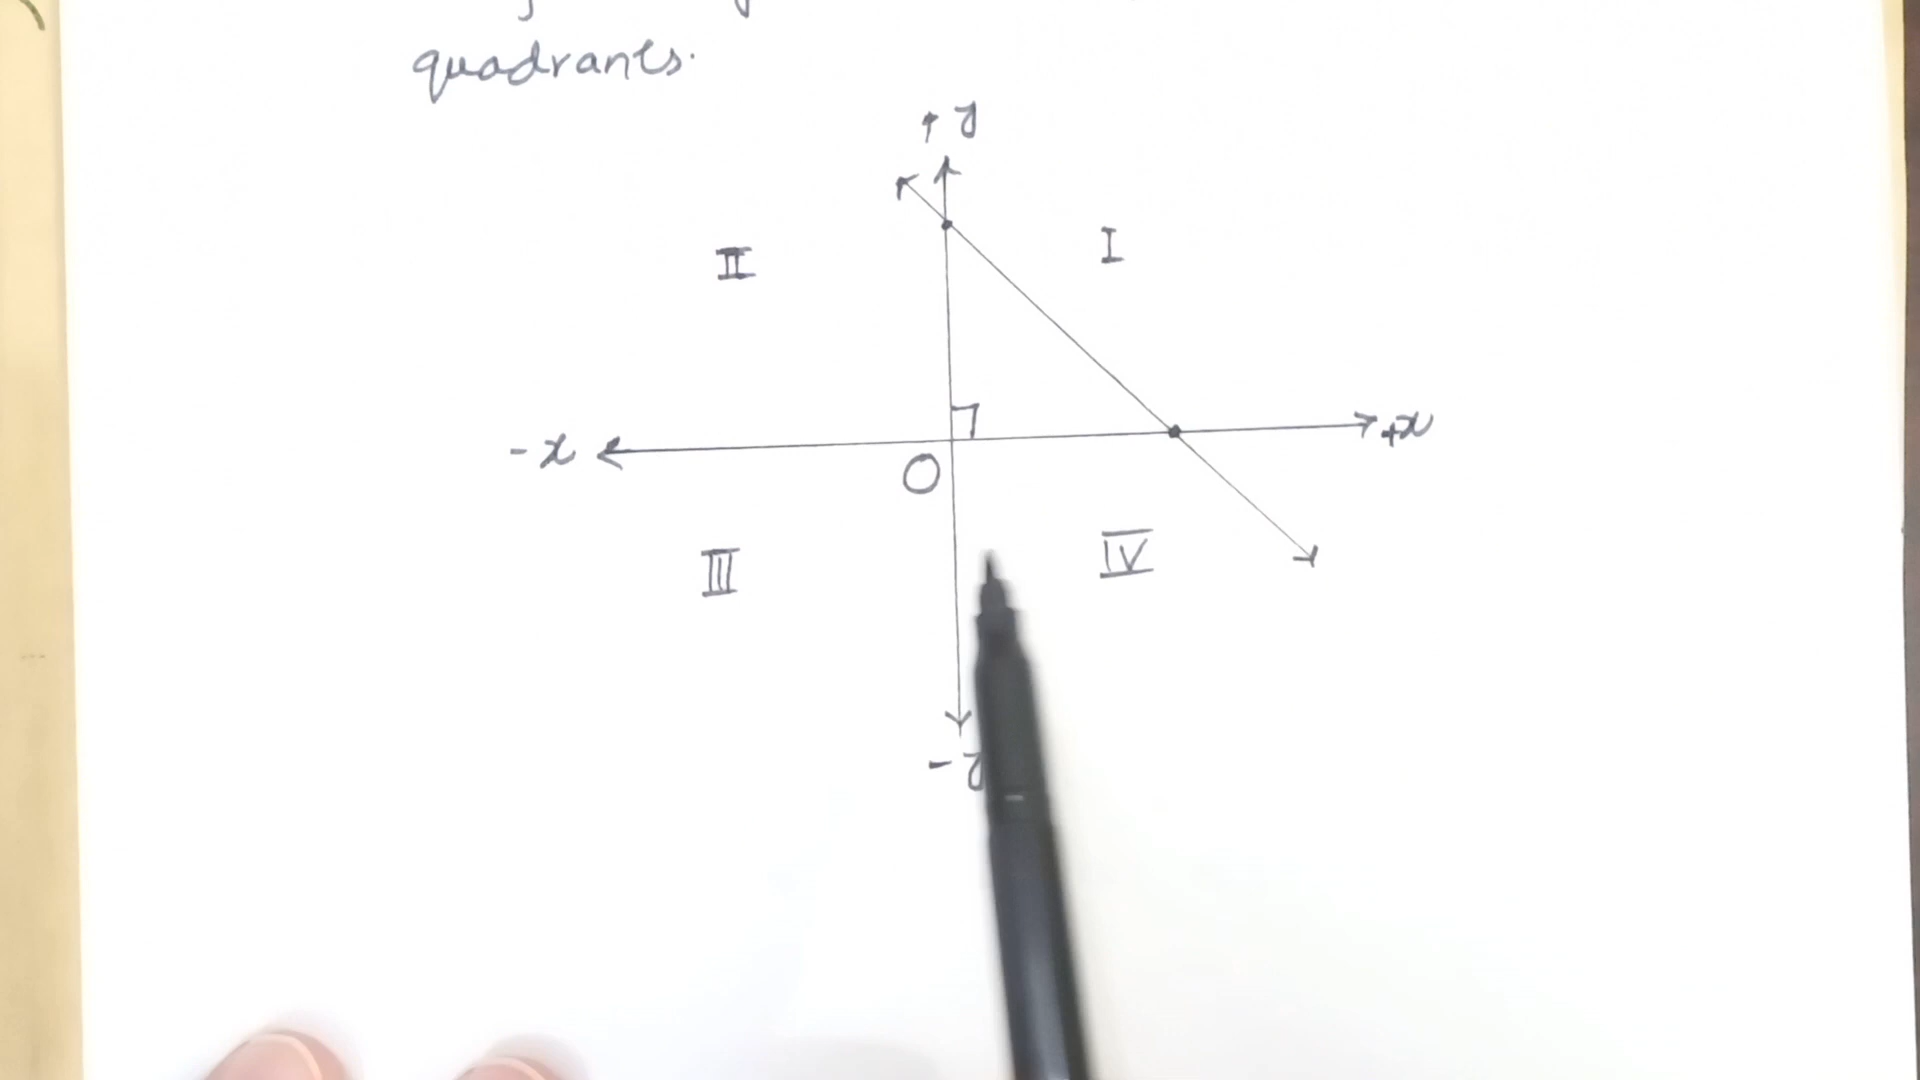 quadrants.
+y
II
I
-x
+x
O
III
IV
-y